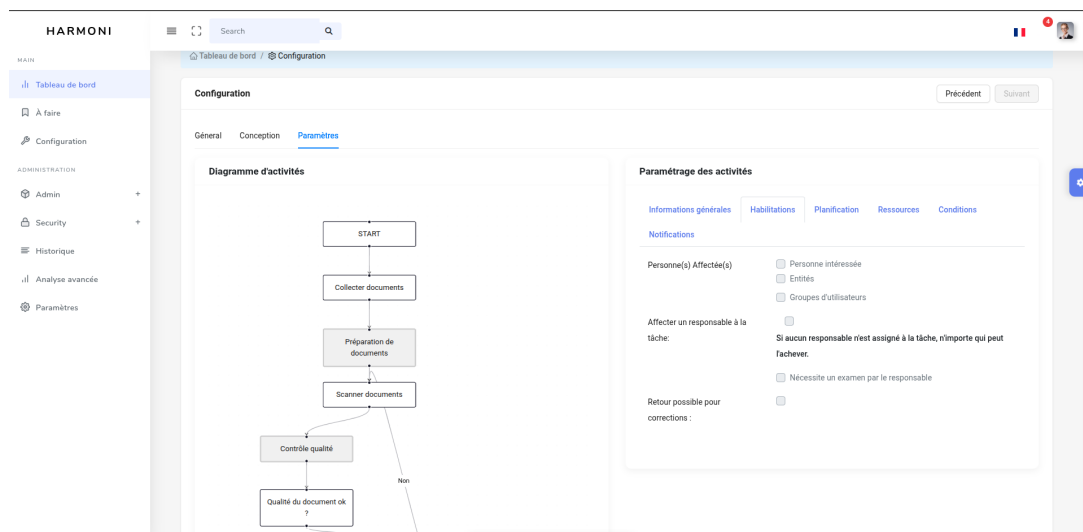 HARMONI
Search
4
MAIN
Tableau de bord
À faire
Configuration
ADMINISTRATION
Admin +
Security +
Historique
Analyse avancée
Paramètres
Tableau de bord / Configuration
Configuration
Précédent
Suivant
Géneral
Conception
Paramètres
Diagramme d'activités
START
Collecter documents
Préparation de
documents
Scanner documents
Contrôle qualité
Non
Qualité du document ok
?
Paramétrage des activités
Informations générales
Habilitations
Planification
Ressources
Conditions
Notifications
Personne(s) Affectée(s)
Personne intéressée
Entités
Groupes d'utilisateurs
Affecter un responsable à la
tâche:
Si aucun responsable n'est assigné à la tâche, n'importe qui peut
l'achever.
Nécessite un examen par le responsable
Retour possible pour
corrections :